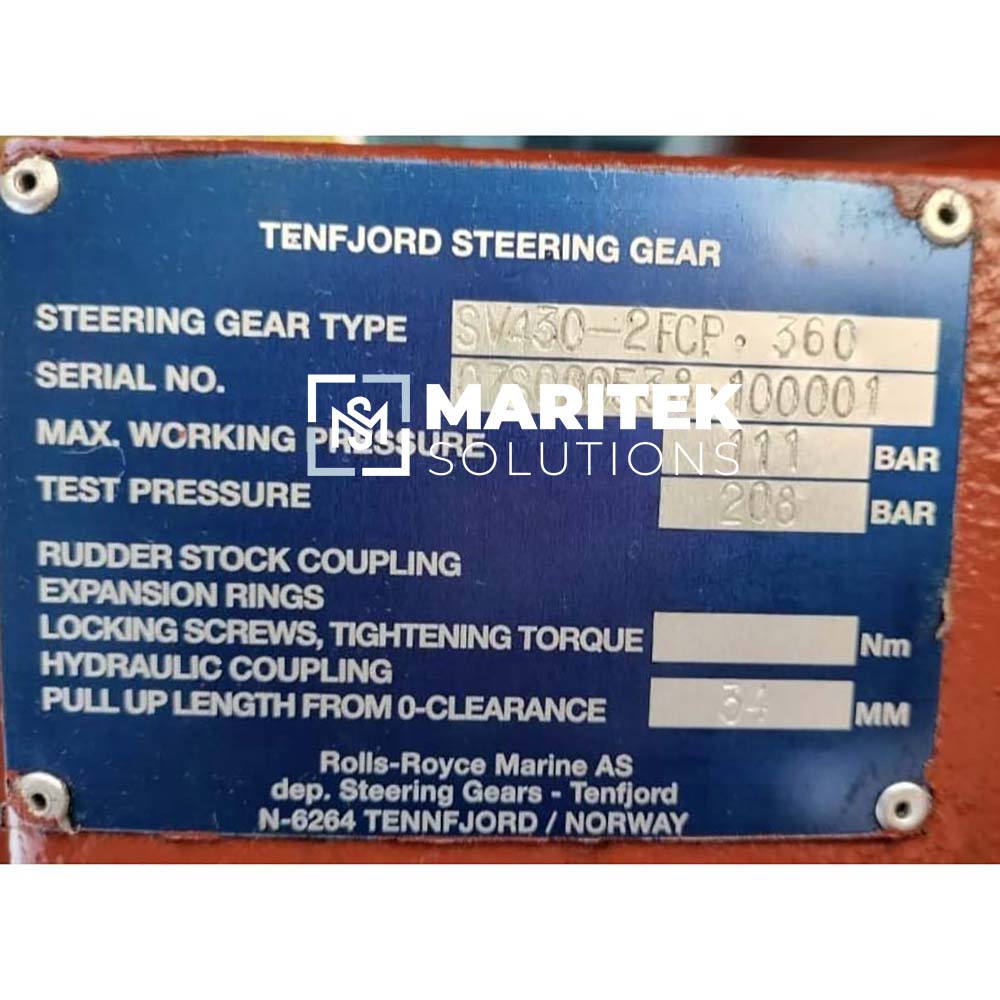 TENFJORD STEERING GEAR
STEERING GEAR TYPE SV430-2FCP. 360
SERIAL NO. 100001
MARITEK
SOLUTIONS
MAX. WORKING PRESSURE 111 BAR
TEST PRESSURE 208 BAR
RUDDER STOCK COUPLING
EXPANSION RINGS
LOCKING SCREWS, TIGHTENING TORQUE Nm
HYDRAULIC COUPLING
PULL UP LENGTH FROM 0-CLEARANCE 34 MM
Rolls-Royce Marine AS
dep. Steering Gears - Tenfjord
N-6264 TENNFJORD / NORWAY